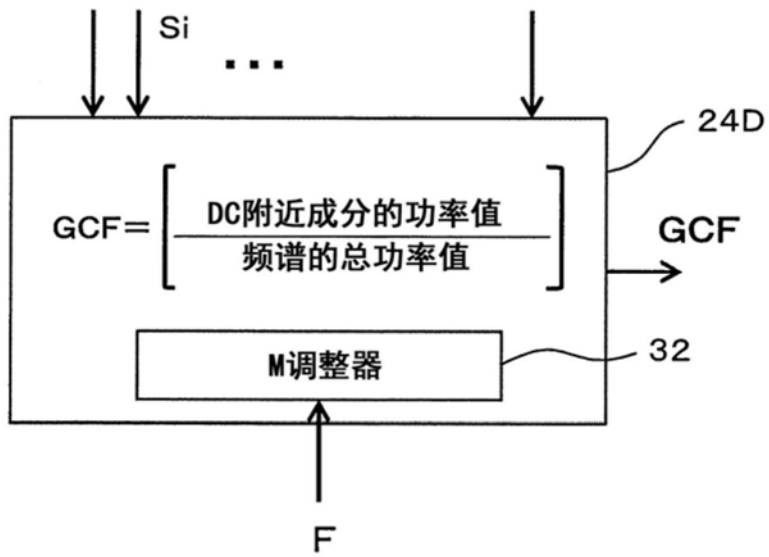 Si
...
24D
GCF=[DC附近成分的功率值
频谱的总功率值]
GCF
M调整器
32
F